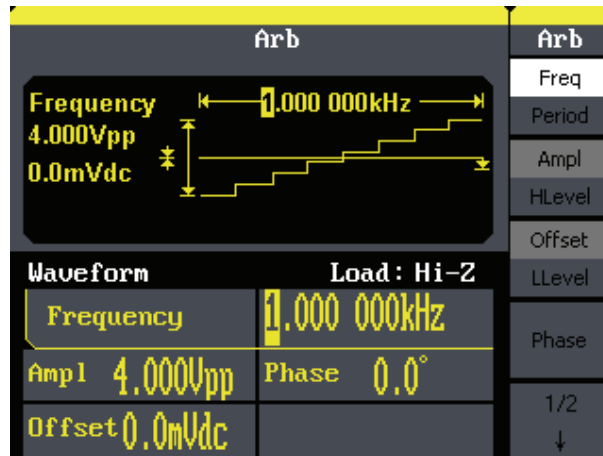 Arb
Arb
Frequency 1.000 000kHz
4.000Vpp
0.0mVdc
Freq
Period
Ampl
HLevel
Offset
LLevel
Phase
1/2
Waveform Load: Hi-Z
Frequency 1.000 000kHz
Ampl 4.000Vpp Phase 0.0°
Offset 0.0mVdc